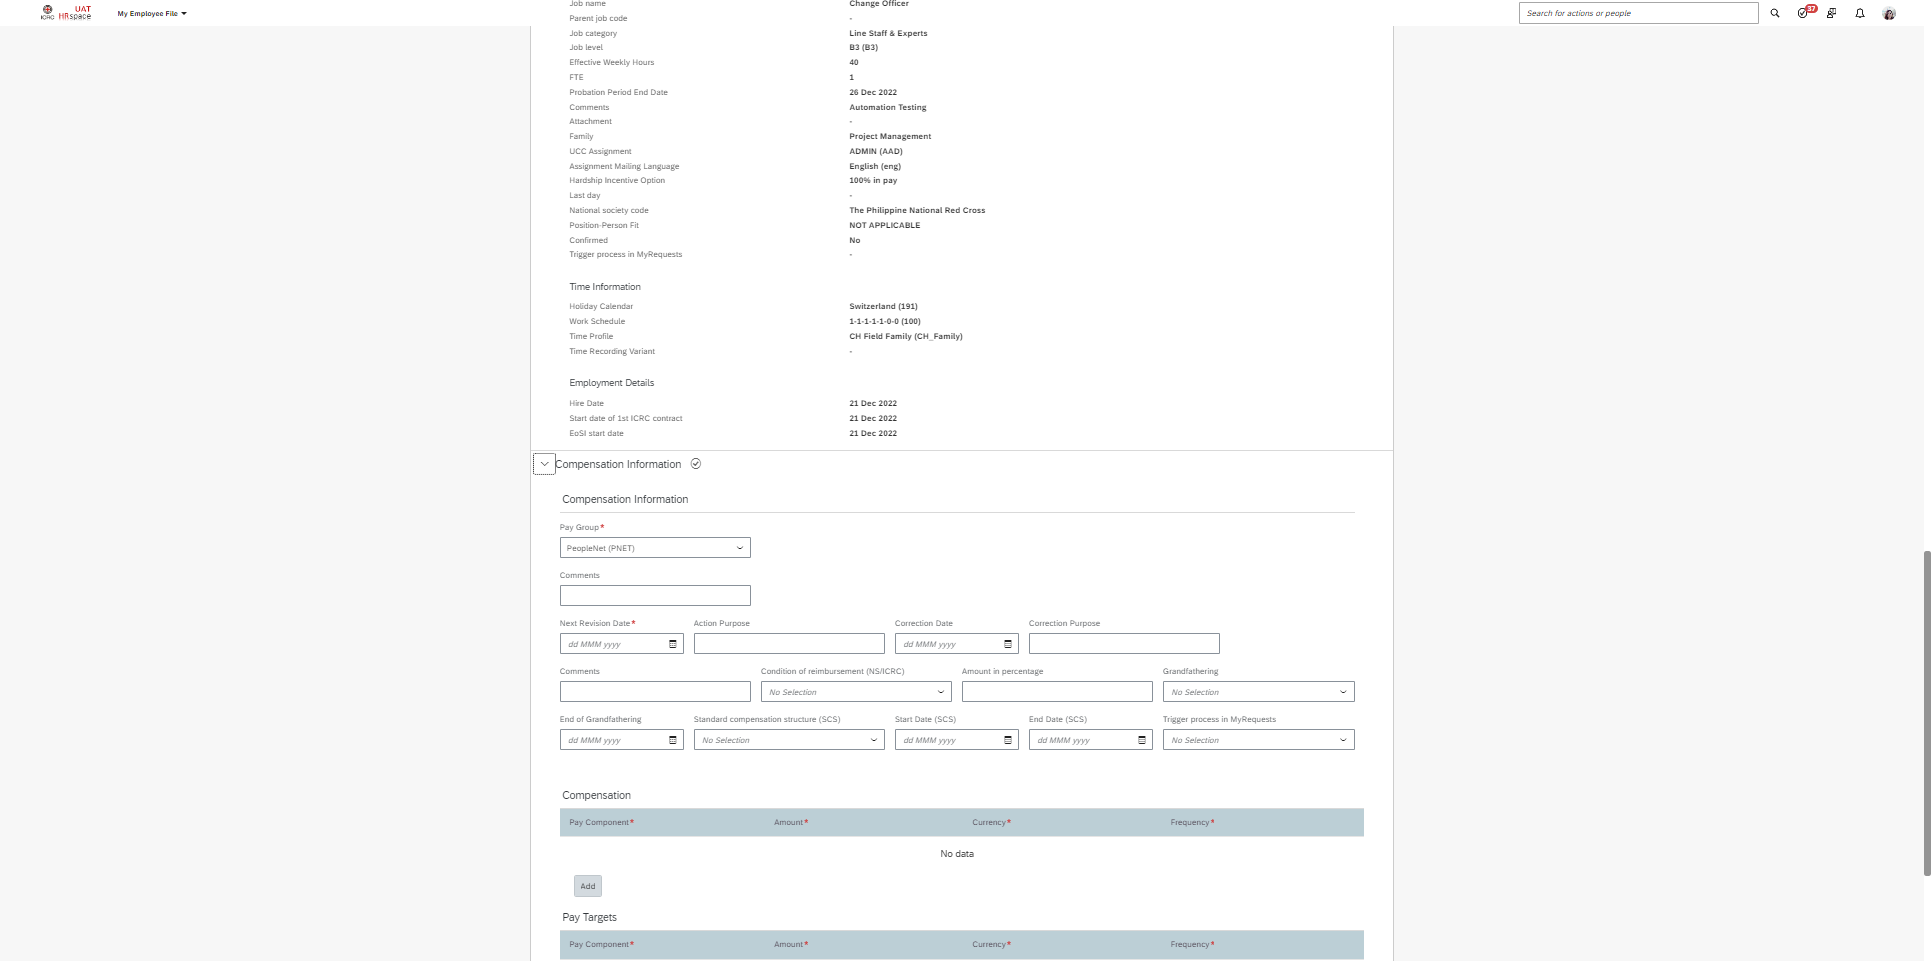 ICRC UAT HRspace My Employee File Search for actions or people 37
Job name Change Officer
Parent job code -
Job category Line Staff & Experts
Job level B3 (B3)
Effective Weekly Hours 40
FTE 1
Probation Period End Date 26 Dec 2022
Comments Automation Testing
Attachment -
Family Project Management
UCC Assignment ADMIN (AAD)
Assignment Mailing Language English (eng)
Hardship Incentive Option 100% in pay
Last day -
National society code The Philippine National Red Cross
Position-Person Fit NOT APPLICABLE
Confirmed No
Trigger process in MyRequests -
Time Information
Holiday Calendar Switzerland (191)
Work Schedule 1-1-1-1-1-0-0 (100)
Time Profile CH Field Family (CH_Family)
Time Recording Variant -
Employment Details
Hire Date 21 Dec 2022
Start date of 1st ICRC contract 21 Dec 2022
EoSI start date 21 Dec 2022
Compensation Information
Compensation Information
Pay Group*
PeopleNet (PNET)
Comments
Next Revision Date* Action Purpose Correction Date Correction Purpose
dd MMM yyyy dd MMM yyyy
Comments Condition of reimbursement (NS/ICRC) Amount in percentage Grandfathering
No Selection No Selection
End of Grandfathering Standard compensation structure (SCS) Start Date (SCS) End Date (SCS) Trigger process in MyRequests
dd MMM yyyy No Selection dd MMM yyyy dd MMM yyyy No Selection
Compensation
Pay Component* Amount* Currency* Frequency*
No data
Add
Pay Targets
Pay Component* Amount* Currency* Frequency*